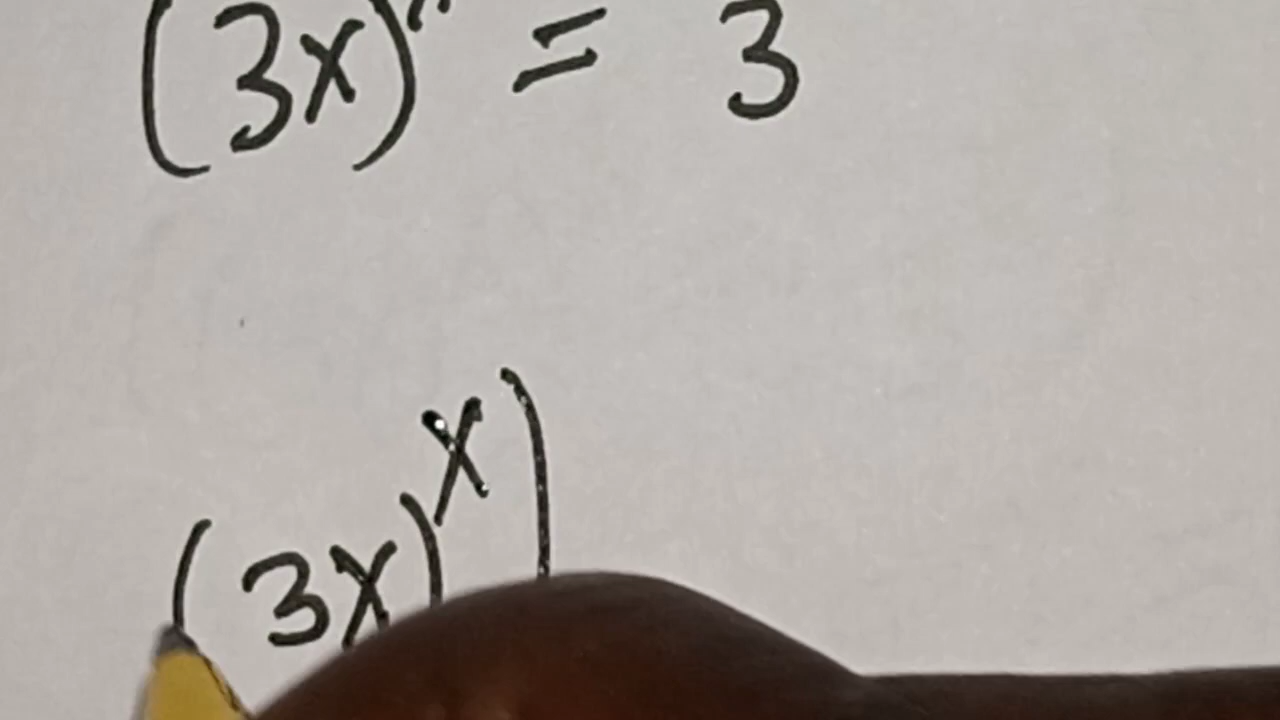 (3x)^x = 3
(3x)^x)